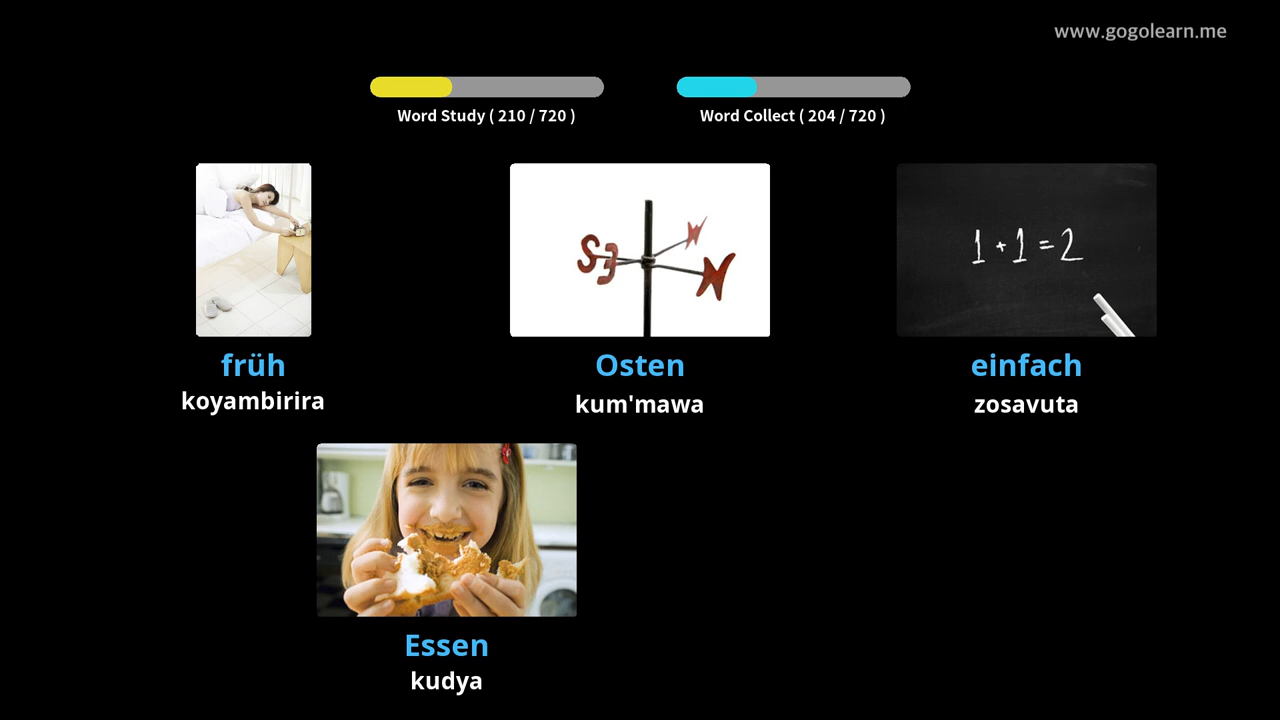 www.gogolearn.me
Word Study ( 210 / 720 )
Word Collect ( 204 / 720 )
S E N N
1 + 1 = 2
früh
koyambirira
Osten
kum'mawa
einfach
zosavuta
Essen
kudya